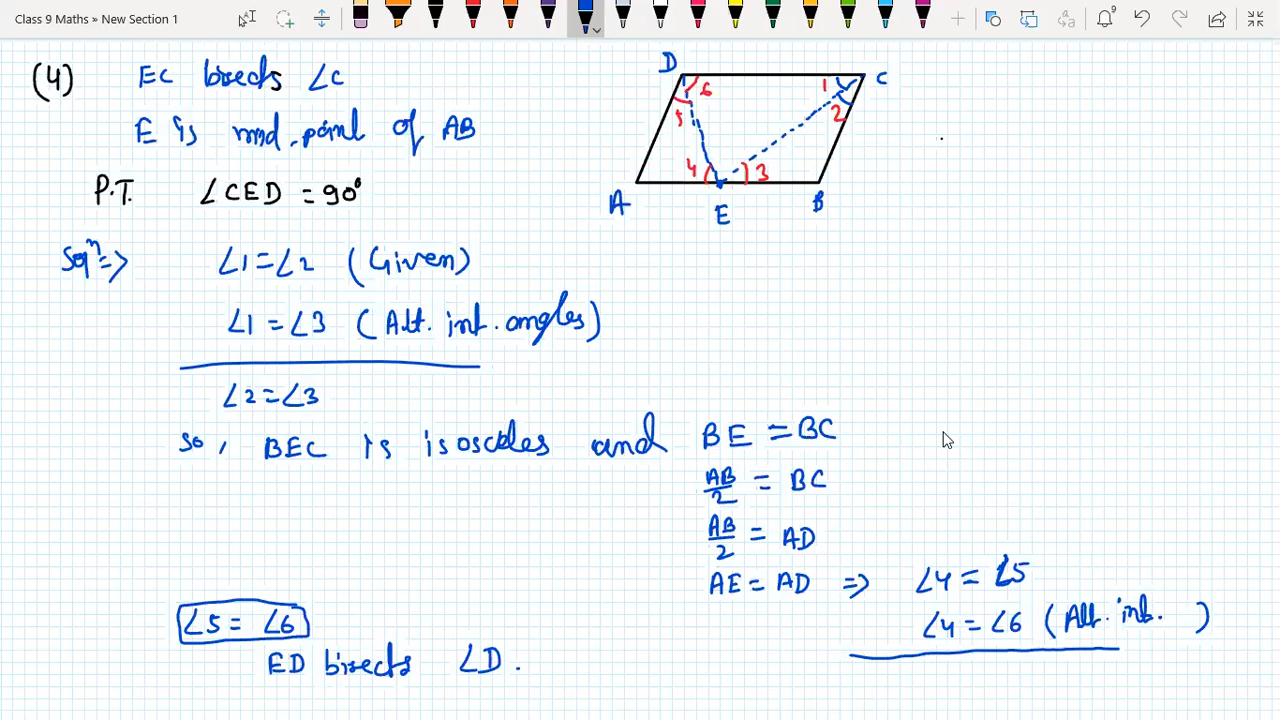 Class 9 Maths » New Section 1
9
(4) EC bisects ∠C
E is mid.point of AB
P.T. ∠CED = 90°
D
C
A
E
B
6
5
1
2
4
3
Solⁿ=> ∠1=∠2 (Given)
∠1=∠3 (Alt. int. angles)
∠2=∠3
so, BEC is isosceles and BE = BC
AB/2 = BC
AB/2 = AD
AE = AD => ∠4 = ∠5
∠4 = ∠6 (Alt. int. )
∠5 = ∠6
ED bisects ∠D.